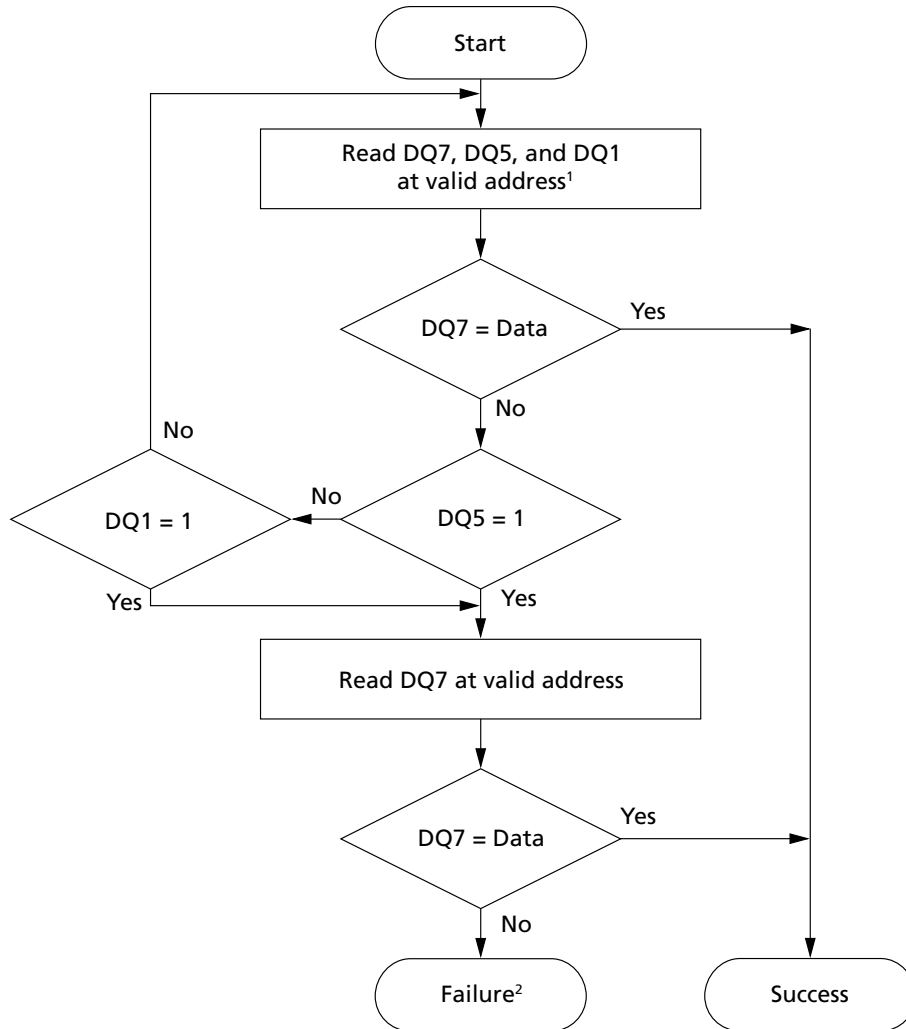 Start
Read DQ7, DQ5, and DQ1
at valid address¹
DQ7 = Data
Yes
No
No
DQ1 = 1
No
DQ5 = 1
Yes
Yes
Read DQ7 at valid address
DQ7 = Data
Yes
No
Failure²
Success